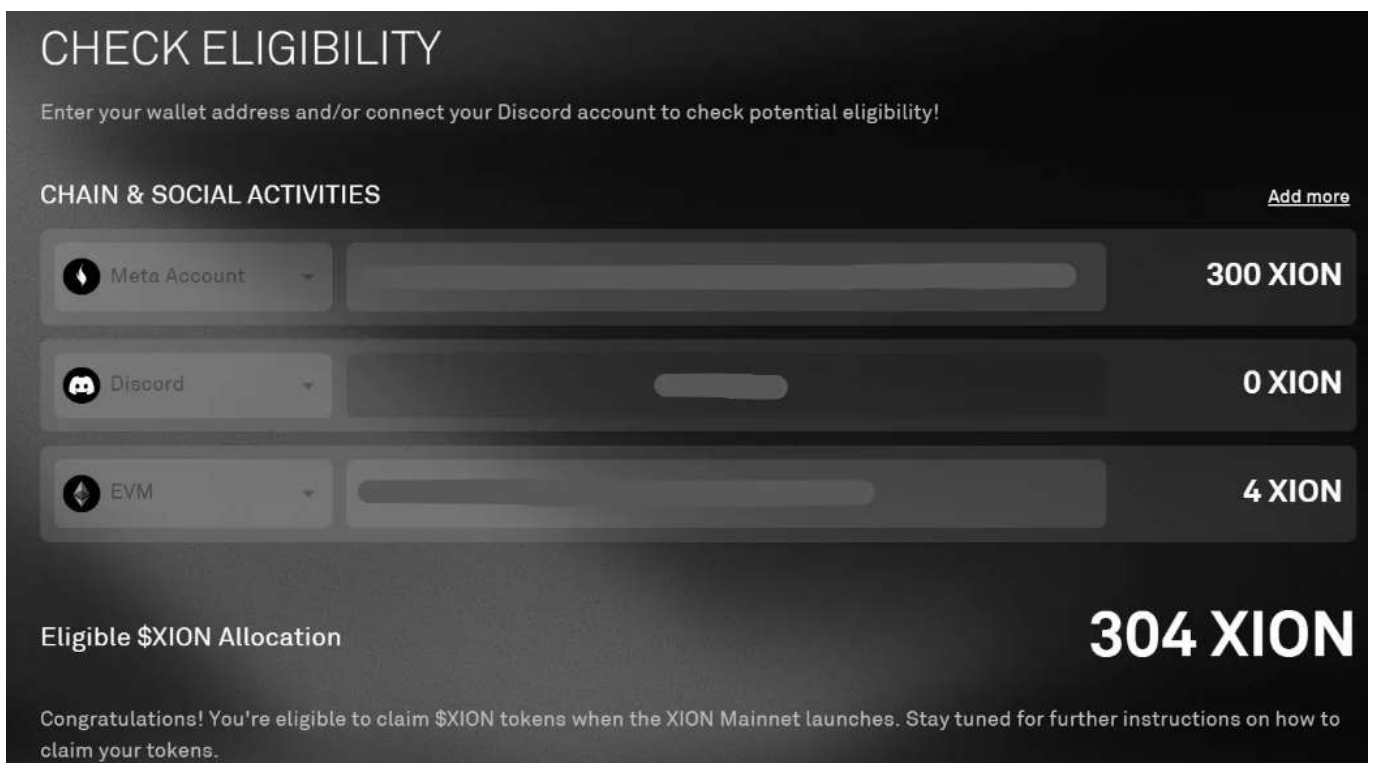 CHECK ELIGIBILITY
Enter your wallet address and/or connect your Discord account to check potential eligibility!
CHAIN & SOCIAL ACTIVITIES
Add more
Meta Account
300 XION
Discord
0 XION
EVM
4 XION
Eligible $XION Allocation
304 XION
Congratulations! You're eligible to claim $XION tokens when the XION Mainnet launches. Stay tuned for further instructions on how to
claim your tokens.